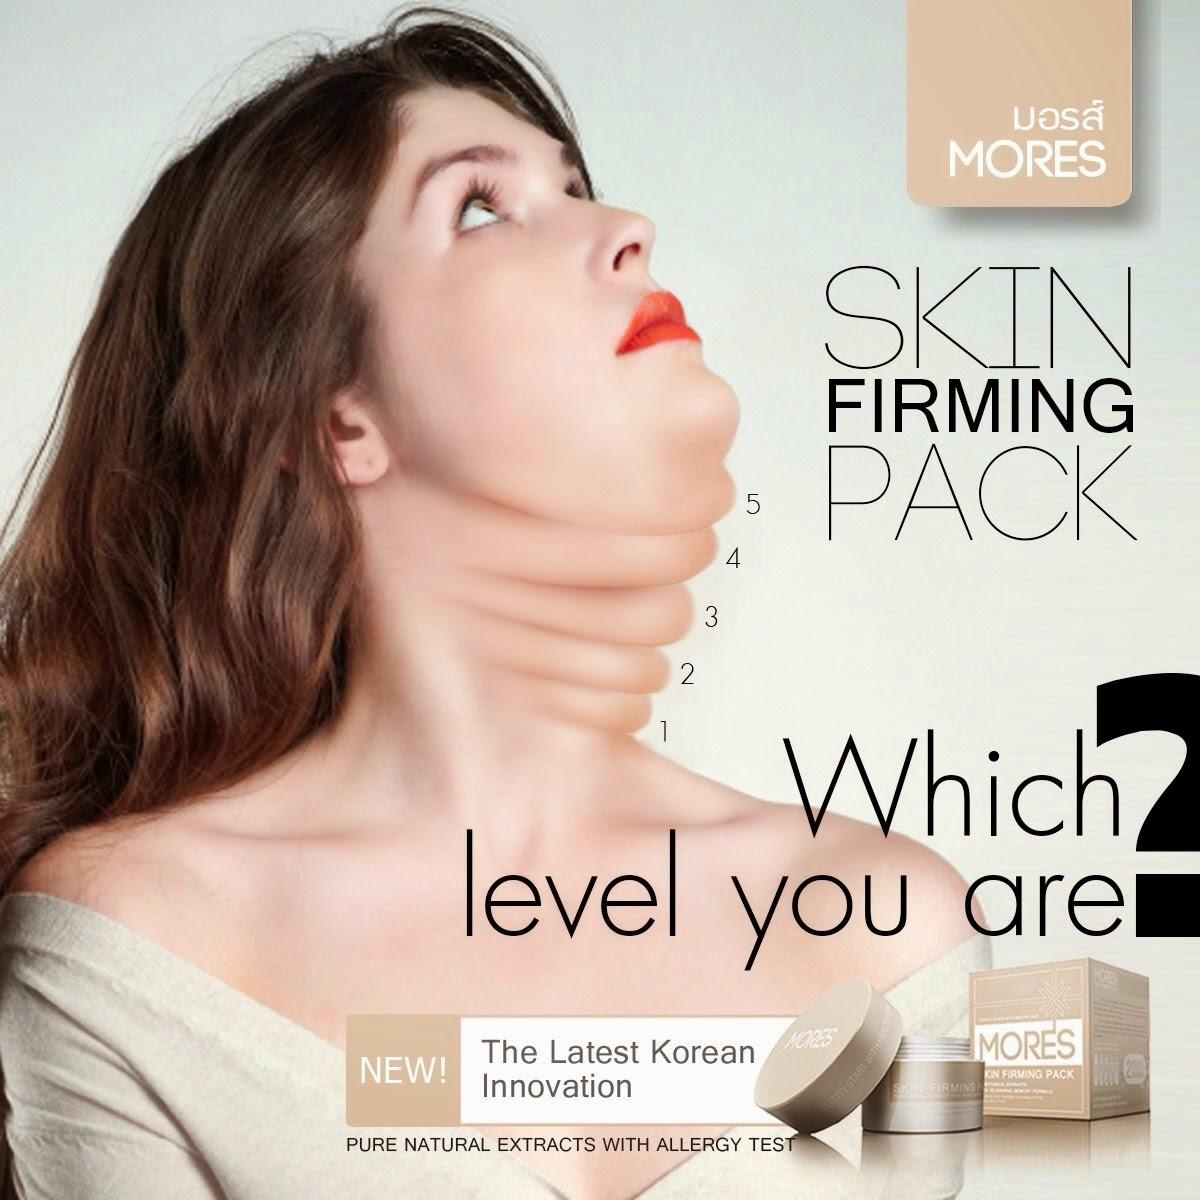 มอรส์
MORES
SKIN
FIRMING
PACK
5
4
3
2
1
Which
level you are?
NEW!
The Latest Korean
Innovation
PURE NATURAL EXTRACTS WITH ALLERGY TEST
MORES
SKIN FIRMING P
MORES
MORES
SKIN FIRMING PACK